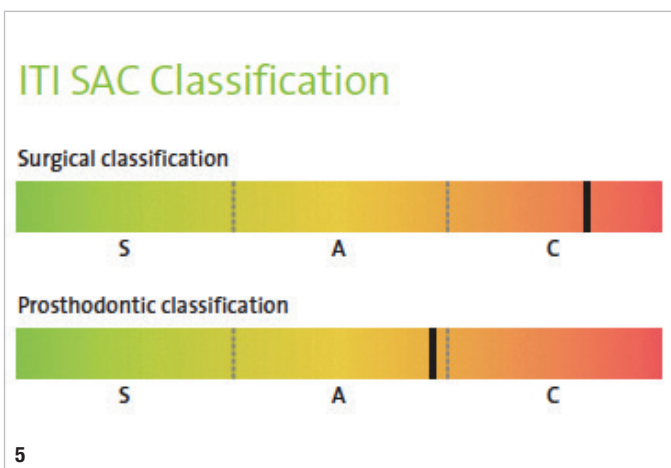 ITI SAC Classification
Surgical classification
S A C
Prosthodontic classification
S A C
5